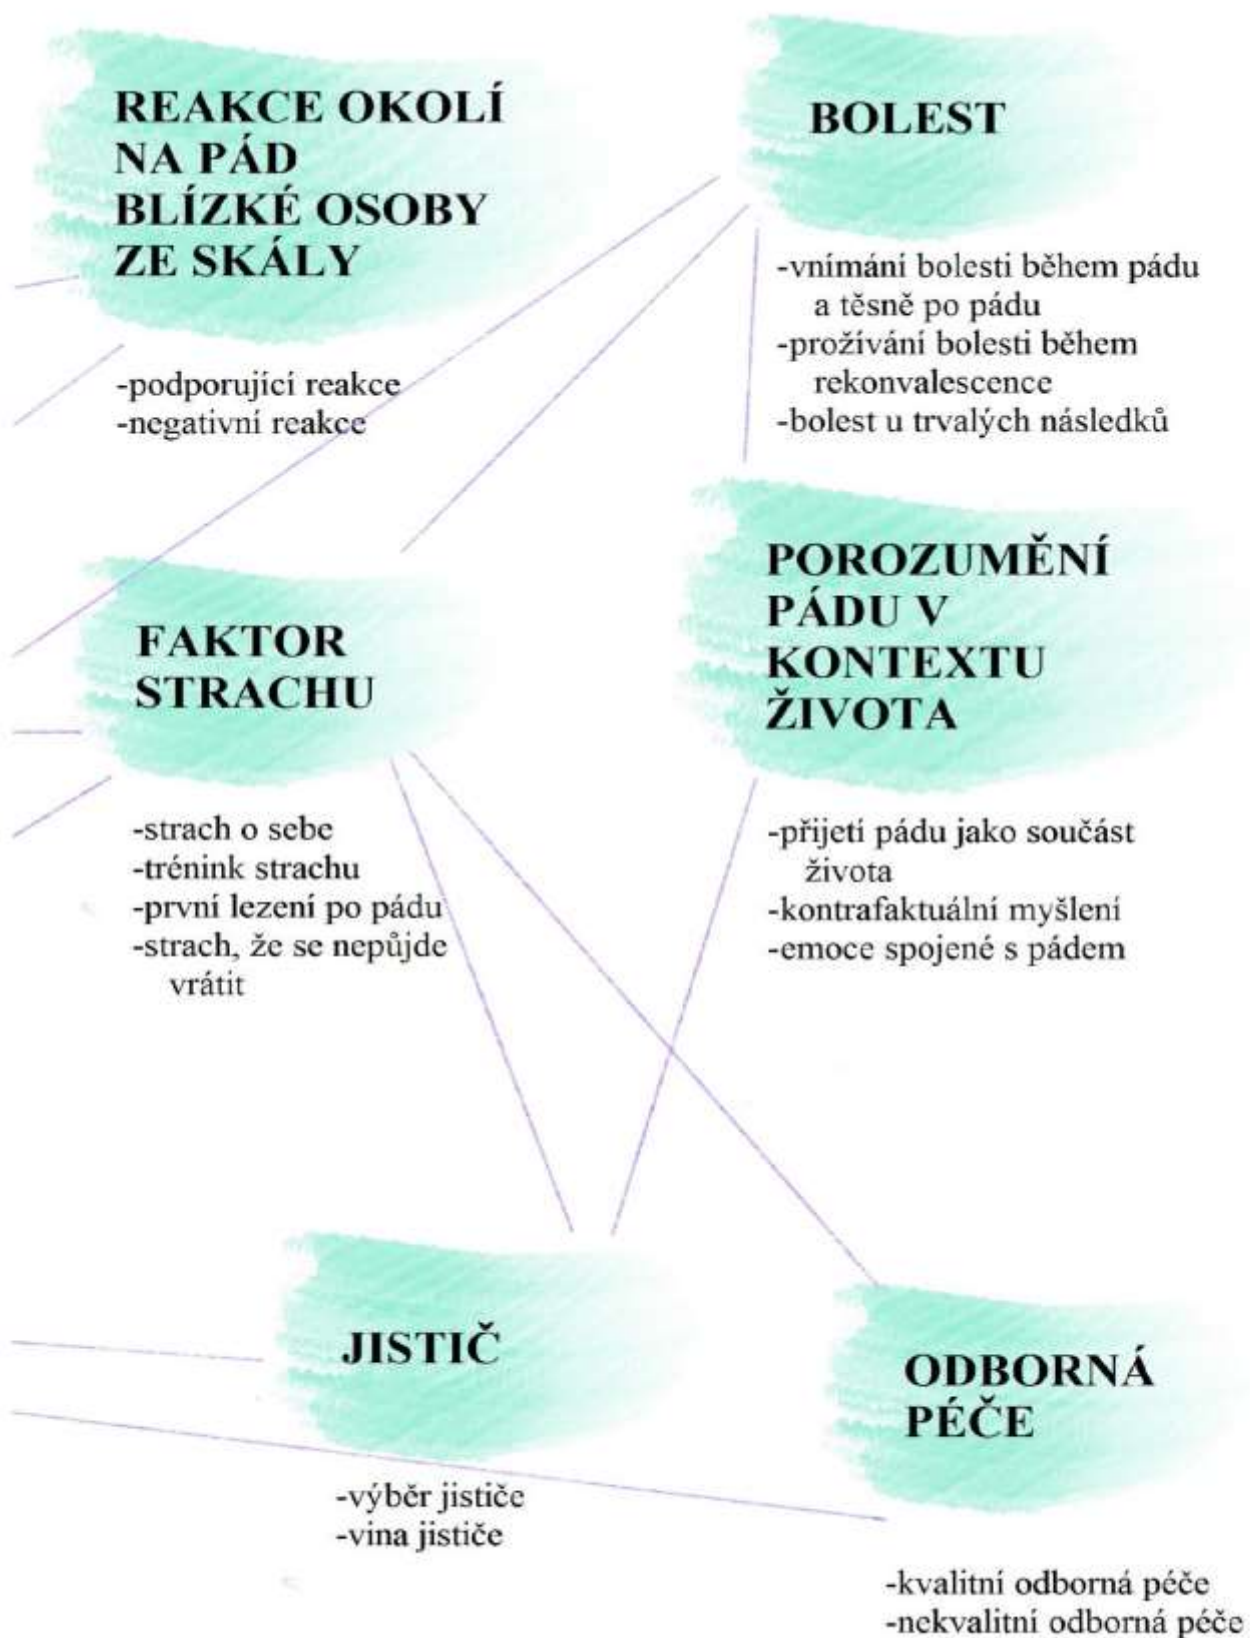 REAKCE OKOLÍ
NA PÁD
BLÍZKÉ OSOBY
ZE SKÁLY
-podporující reakce
-negativní reakce
BOLEST
-vnímání bolesti během pádu
a těsně po pádu
-prožívání bolesti během
rekonvalescence
-bolest u trvalých následků
FAKTOR
STRACHU
-strach o sebe
-trénink strachu
-první lezení po pádu
-strach, že se nepůjde
vrátit
POROZUMĚNÍ
PÁDU V
KONTEXTU
ŽIVOTA
-přijetí pádu jako součást
života
-kontrafaktuální myšlení
-emoce spojené s pádem
JISTIČ
-výběr jističe
-vina jističe
ODBORNÁ
PÉČE
-kvalitní odborná péče
-nekvalitní odborná péče